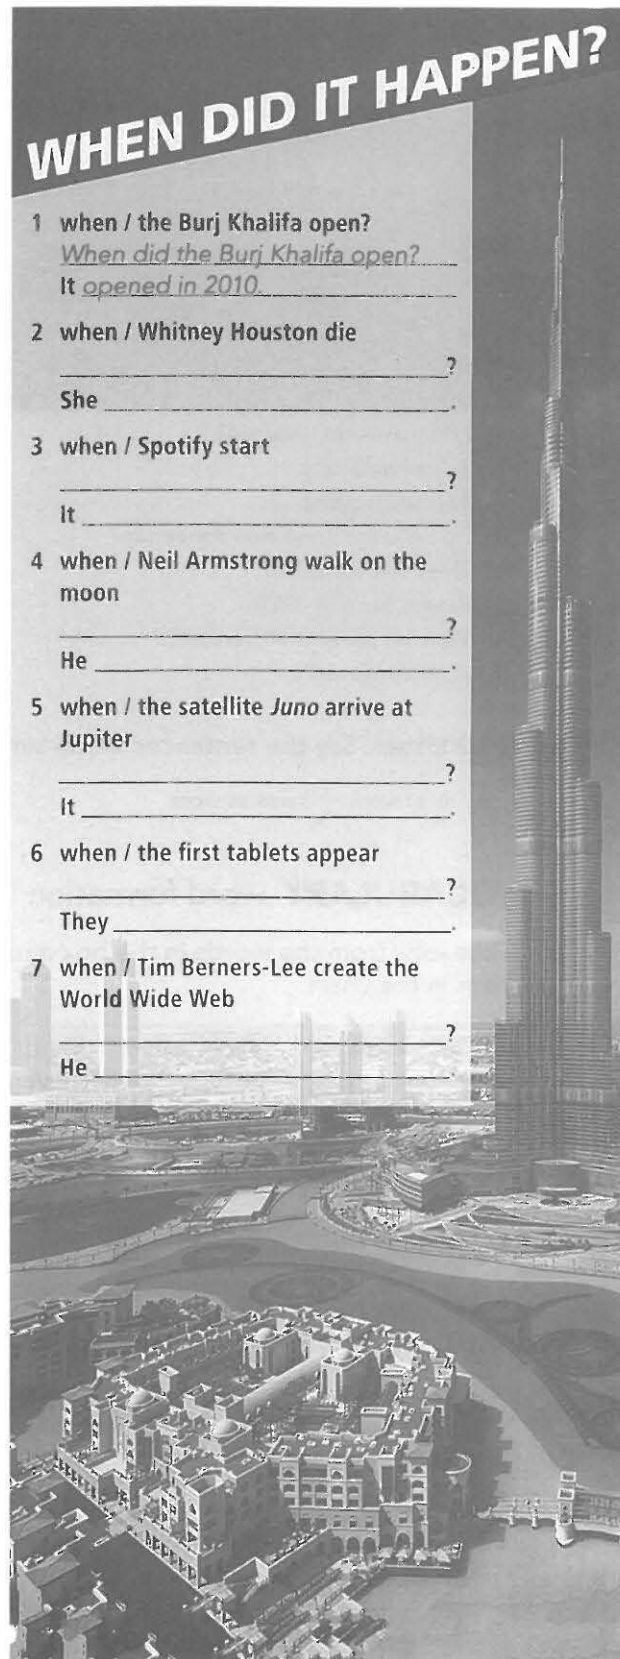 WHEN DID IT HAPPEN?
1 when / the Burj Khalifa open?
When did the Burj Khalifa open?
It opened in 2010.
2 when / Whitney Houston die
?
She .
3 when / Spotify start
?
It .
4 when / Neil Armstrong walk on the
moon
?
He .
5 when / the satellite Juno arrive at
Jupiter
?
It .
6 when / the first tablets appear
?
They .
7 when / Tim Berners-Lee create the
World Wide Web
?
He .